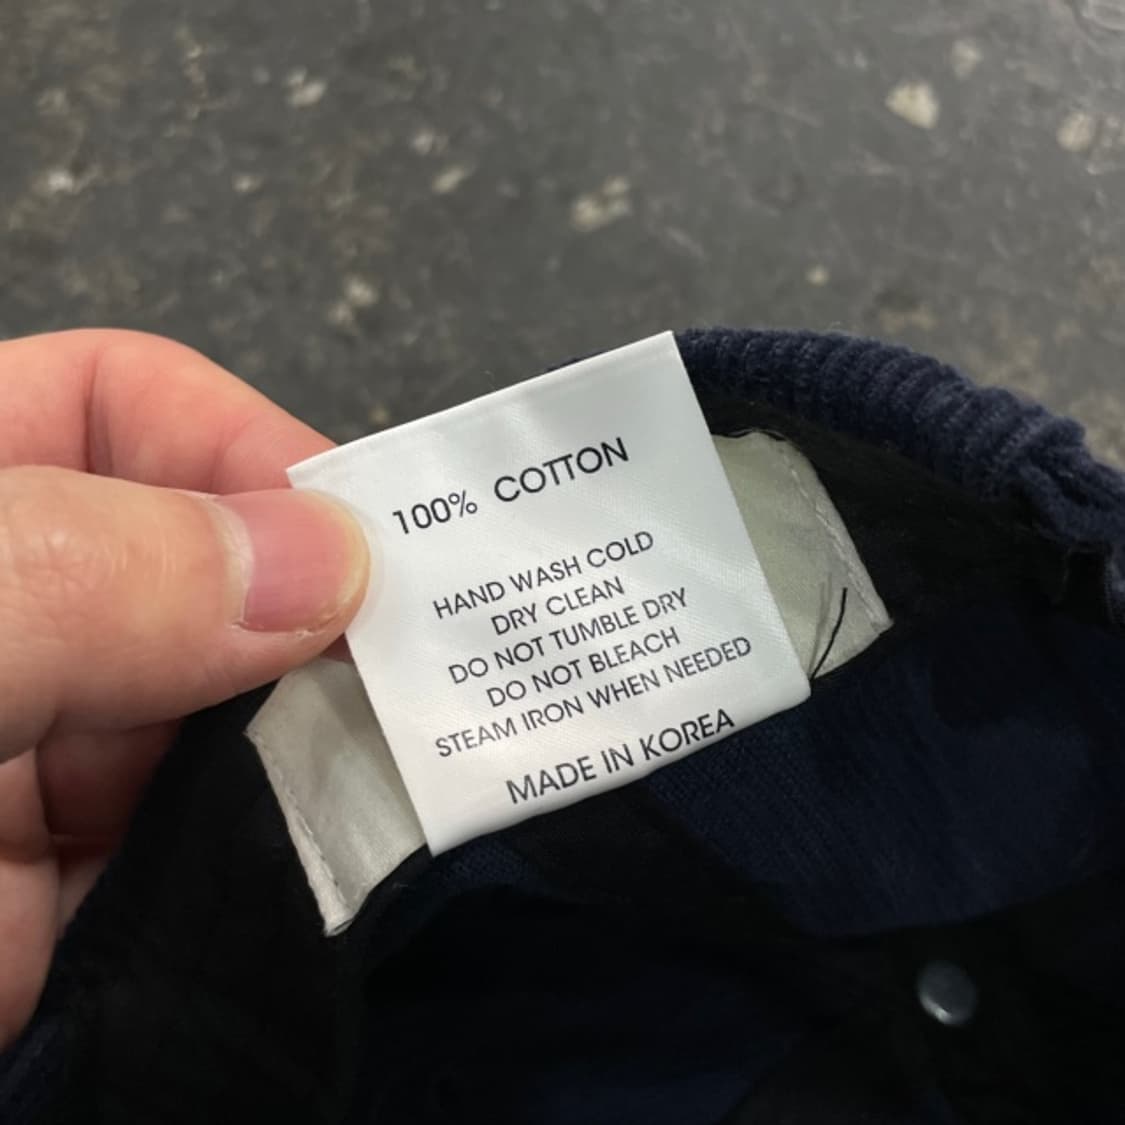 100% COTTON
HAND WASH COLD
DRY CLEAN
DO NOT TUMBLE DRY
DO NOT BLEACH
STEAM IRON WHEN NEEDED
MADE IN KOREA